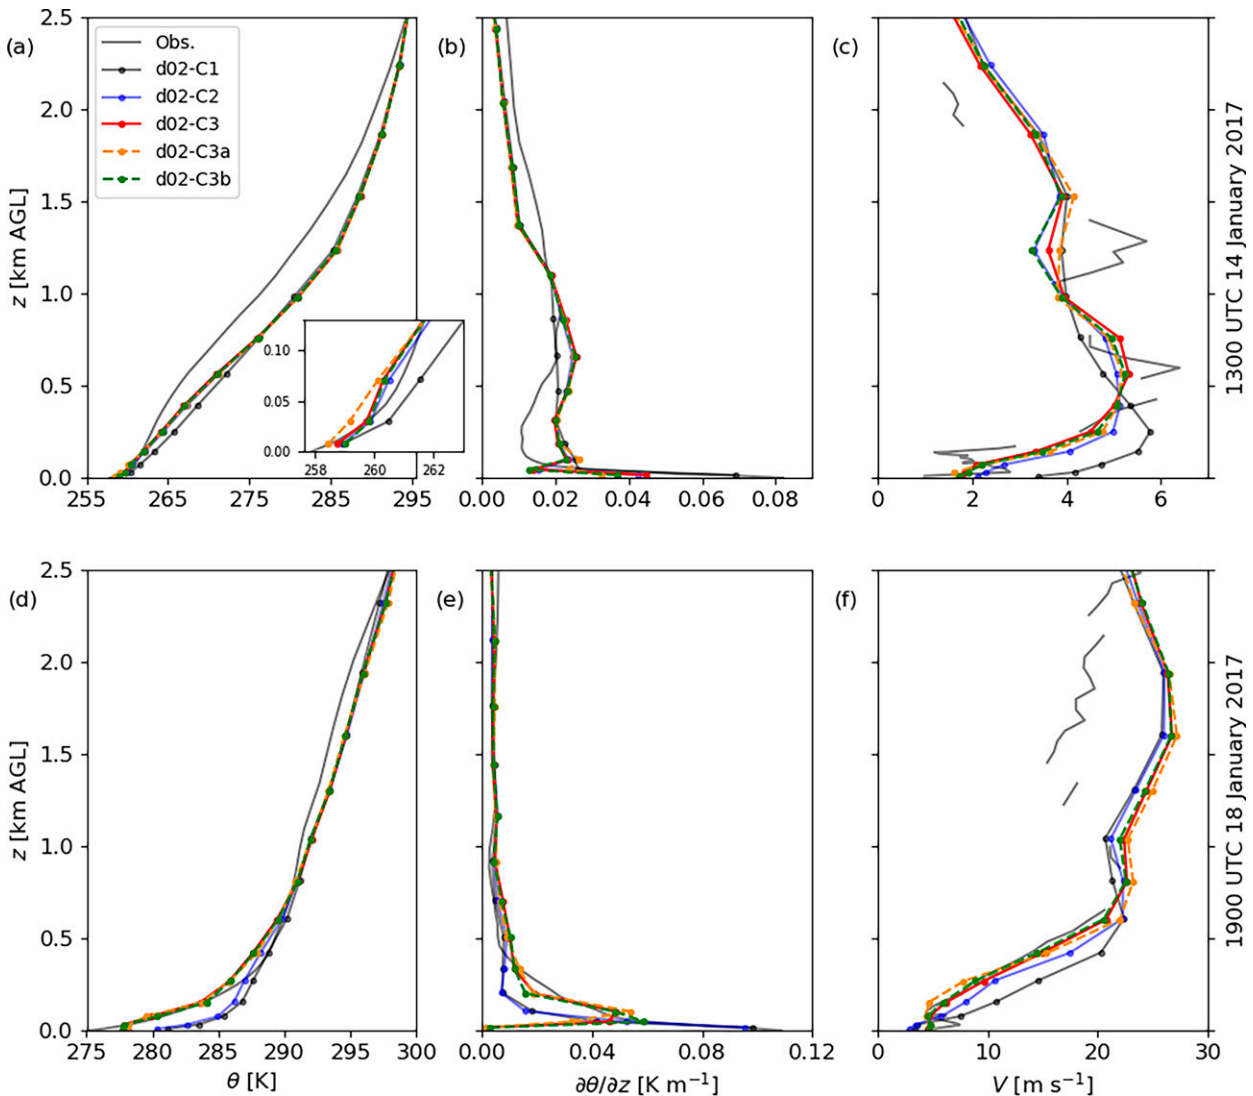 (a)
2.5
2.0
1.5
1.0
0.5
0.0
z [km AGL]
255
265
275
285
295
Obs.
d02-C1
d02-C2
d02-C3
d02-C3a
d02-C3b
0.10
0.05
0.00
258
260
262
(b)
0.00
0.02
0.04
0.06
0.08
(c)
0
2
4
6
1300 UTC 14 January 2017
(d)
2.5
2.0
1.5
1.0
0.5
0.0
z [km AGL]
275
280
285
290
295
300
θ [K]
(e)
0.00
0.04
0.08
0.12
∂θ/∂z [K m⁻¹]
(f)
0
10
20
30
V [m s⁻¹]
1900 UTC 18 January 2017